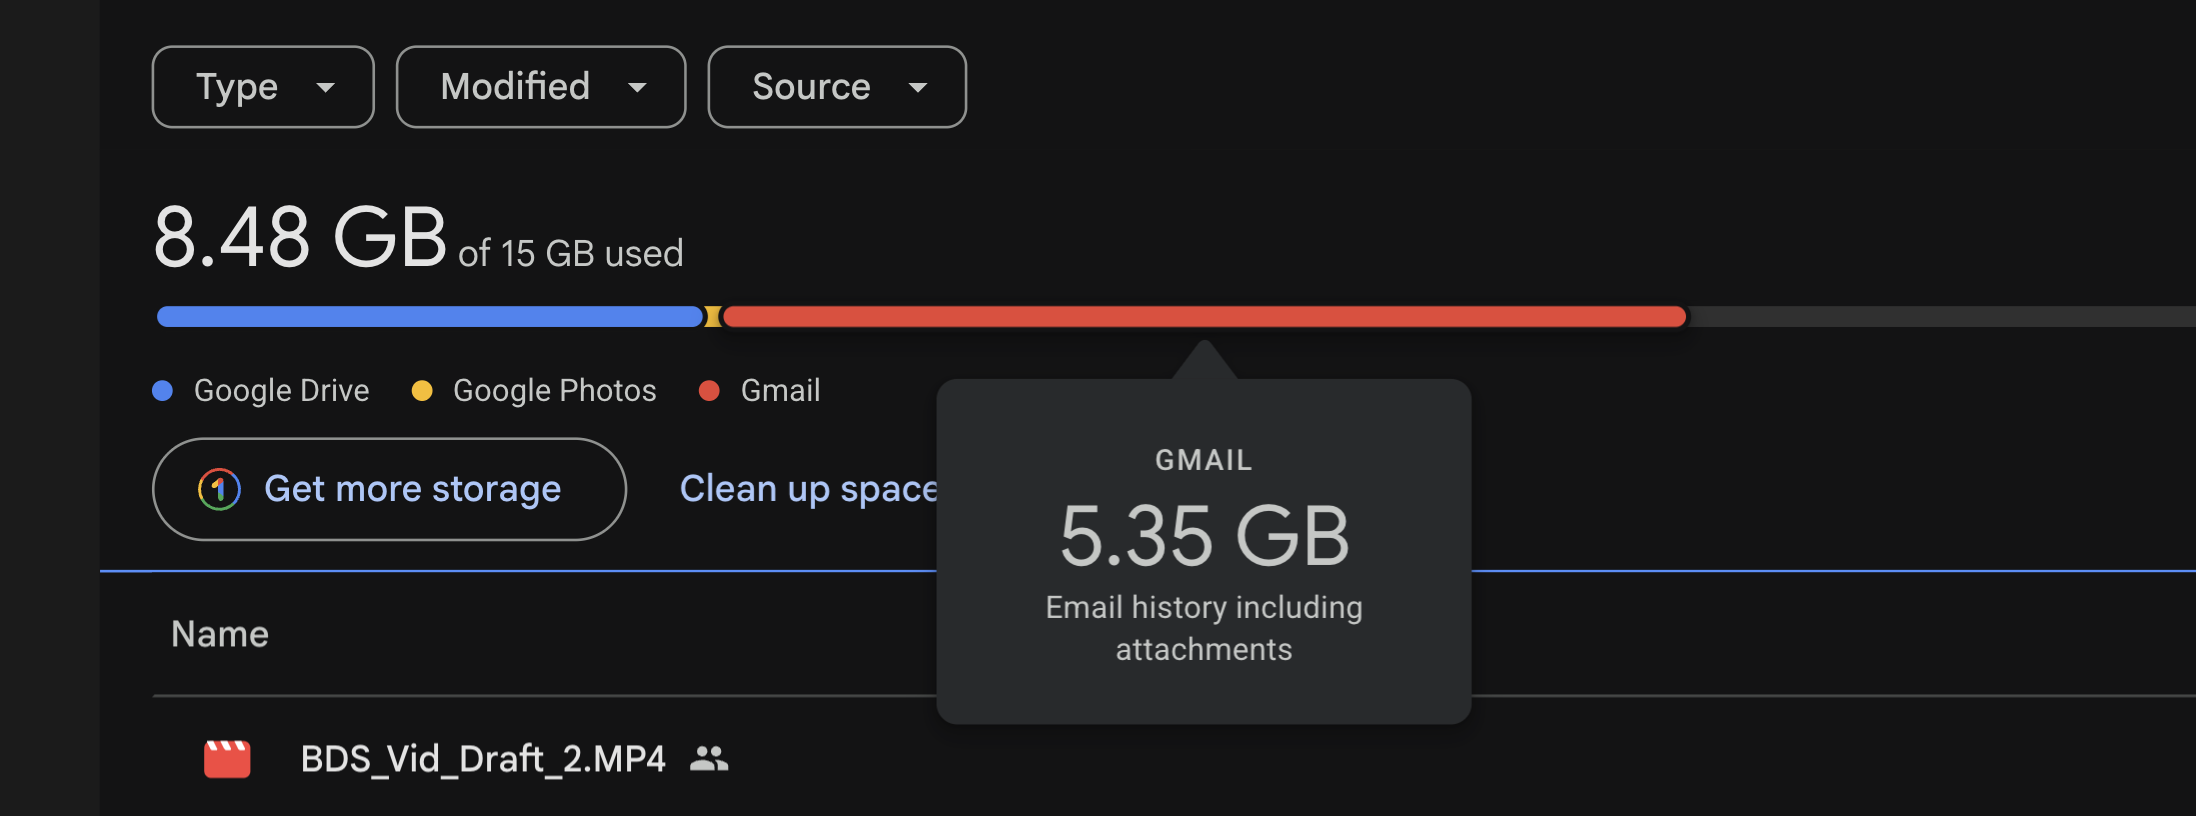 Type
Modified
Source
8.48 GB of 15 GB used
Google Drive
Google Photos
Gmail
Get more storage
Clean up space
GMAIL
5.35 GB
Email history including
attachments
Name
BDS_Vid_Draft_2.MP4